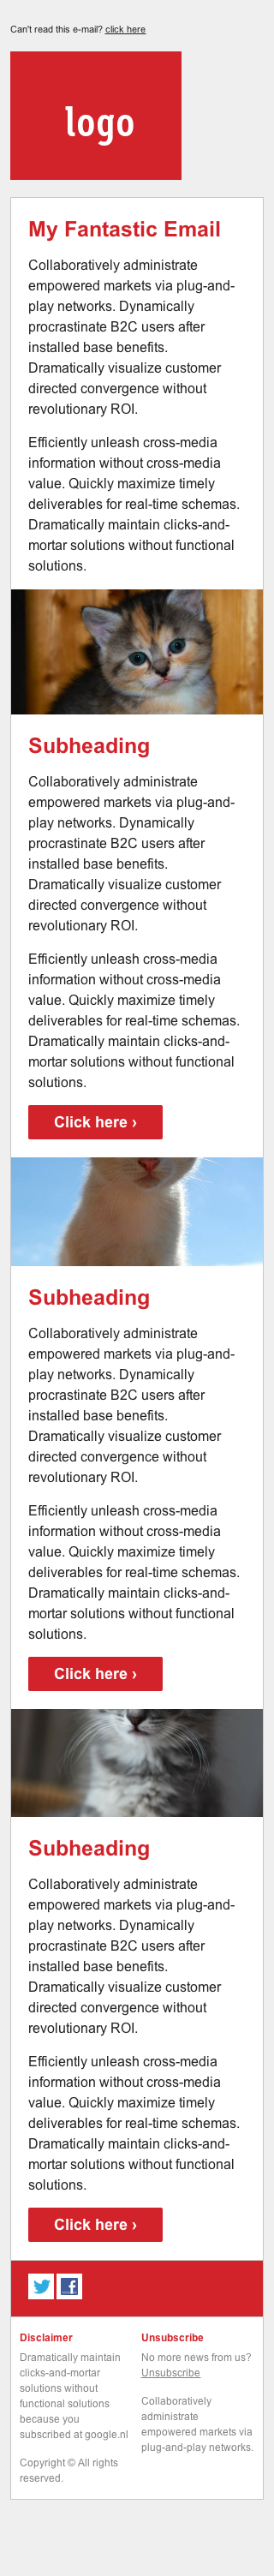 Can't read this e-mail? click here
logo
My Fantastic Email
Collaboratively administrate
empowered markets via plug-and-
play networks. Dynamically
procrastinate B2C users after
installed base benefits.
Dramatically visualize customer
directed convergence without
revolutionary ROI.
Efficiently unleash cross-media
information without cross-media
value. Quickly maximize timely
deliverables for real-time schemas.
Dramatically maintain clicks-and-
mortar solutions without functional
solutions.
Subheading
Collaboratively administrate
empowered markets via plug-and-
play networks. Dynamically
procrastinate B2C users after
installed base benefits.
Dramatically visualize customer
directed convergence without
revolutionary ROI.
Efficiently unleash cross-media
information without cross-media
value. Quickly maximize timely
deliverables for real-time schemas.
Dramatically maintain clicks-and-
mortar solutions without functional
solutions.
Click here ›
Subheading
Collaboratively administrate
empowered markets via plug-and-
play networks. Dynamically
procrastinate B2C users after
installed base benefits.
Dramatically visualize customer
directed convergence without
revolutionary ROI.
Efficiently unleash cross-media
information without cross-media
value. Quickly maximize timely
deliverables for real-time schemas.
Dramatically maintain clicks-and-
mortar solutions without functional
solutions.
Click here ›
Subheading
Collaboratively administrate
empowered markets via plug-and-
play networks. Dynamically
procrastinate B2C users after
installed base benefits.
Dramatically visualize customer
directed convergence without
revolutionary ROI.
Efficiently unleash cross-media
information without cross-media
value. Quickly maximize timely
deliverables for real-time schemas.
Dramatically maintain clicks-and-
mortar solutions without functional
solutions.
Click here ›
Disclaimer
Dramatically maintain
clicks-and-mortar
solutions without
functional solutions
because you
subscribed at google.nl
Copyright © All rights
reserved.
Unsubscribe
No more news from us?
Unsubscribe
Collaboratively
administrate
empowered markets via
plug-and-play networks.